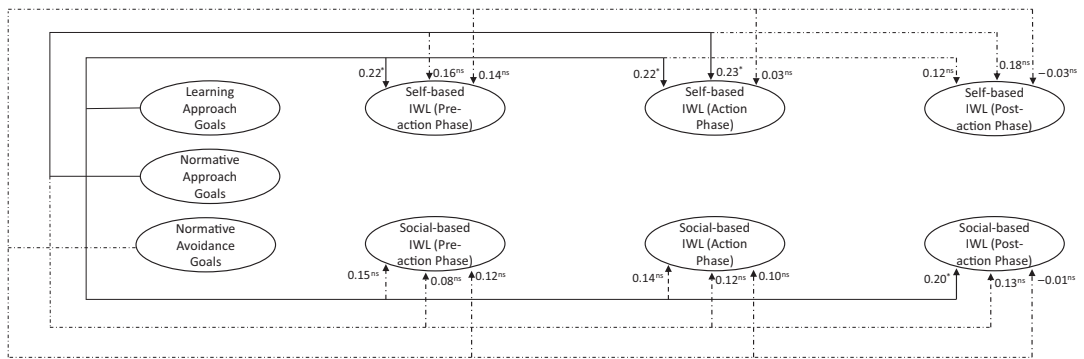 0.22*
0.16ns
0.14ns
0.22*
0.23*
0.03ns
0.12ns
0.18ns
−0.03ns
Learning
Approach
Goals
Self-based
IWL (Pre-
action Phase)
Self-based
IWL (Action
Phase)
Self-based
IWL (Post-
action Phase)
Normative
Approach
Goals
Normative
Avoidance
Goals
Social-based
IWL (Pre-
action Phase)
Social-based
IWL (Action
Phase)
Social-based
IWL (Post-
action Phase)
0.15ns
0.08ns
0.12ns
0.14ns
0.12ns
0.10ns
0.20*
0.13ns
−0.01ns